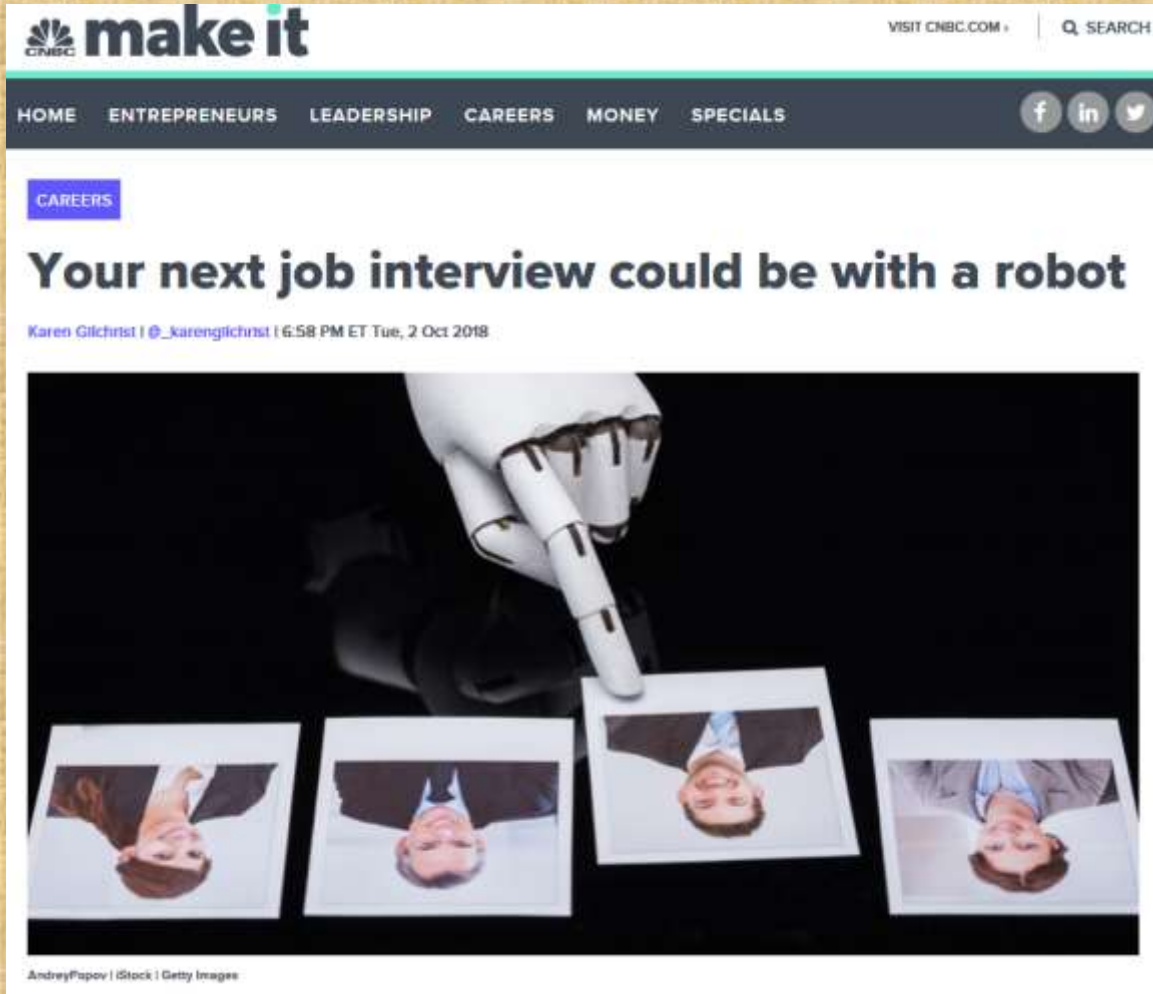 CNBC make it
VISIT CNBC.COM ›
SEARCH
HOME ENTREPRENEURS LEADERSHIP CAREERS MONEY SPECIALS
f in
CAREERS
Your next job interview could be with a robot
Karen Gilchrist | @_karengilchrist | 6:58 PM ET Tue, 2 Oct 2018
AndreyPopov | iStock | Getty Images